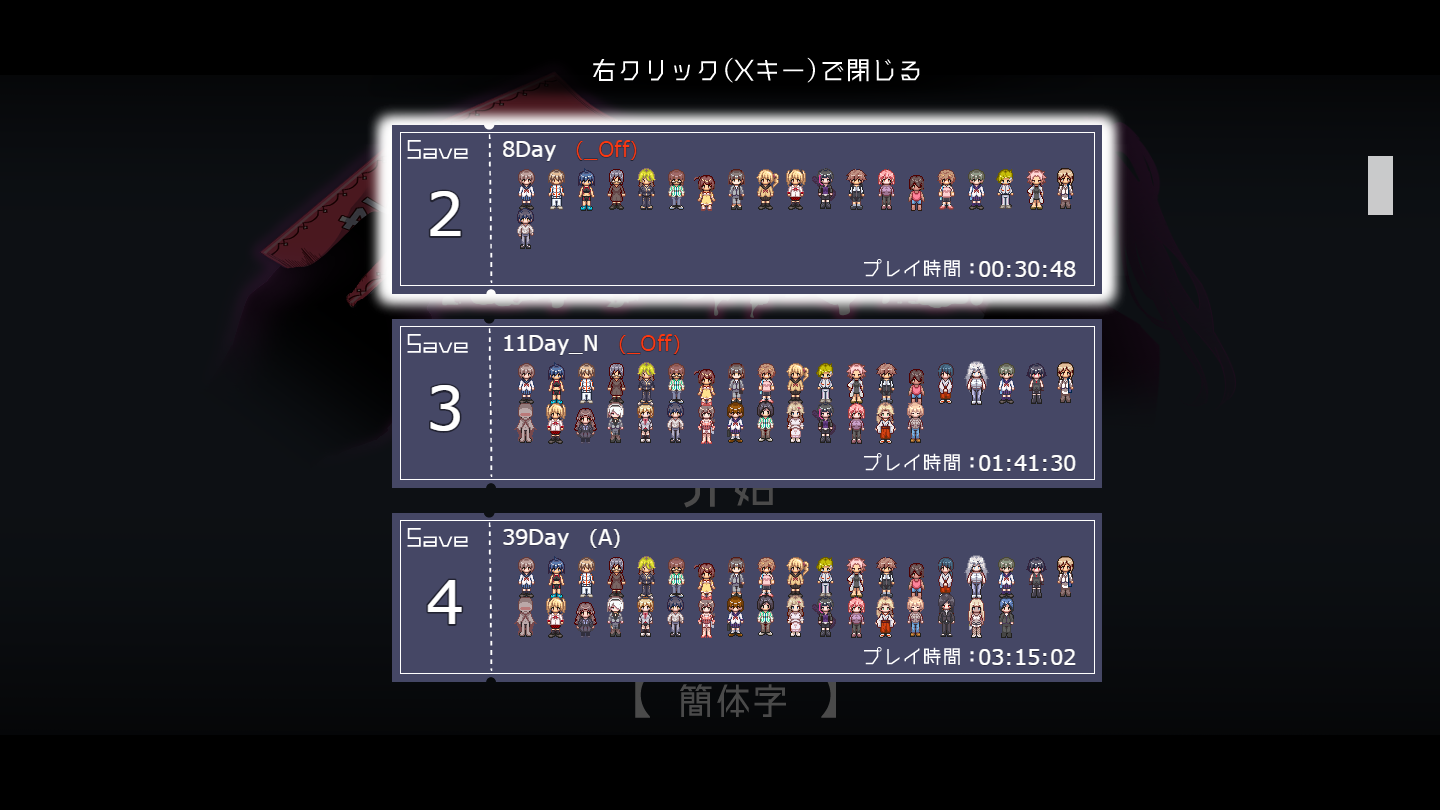 右クリック(Xキー)で閉じる
Save
2
8Day (_Off)
プレイ時間:00:30:48
Save
3
11Day_N (_Off)
プレイ時間:01:41:30
开始
Save
4
39Day (A)
プレイ時間:03:15:02
【 簡体字 】